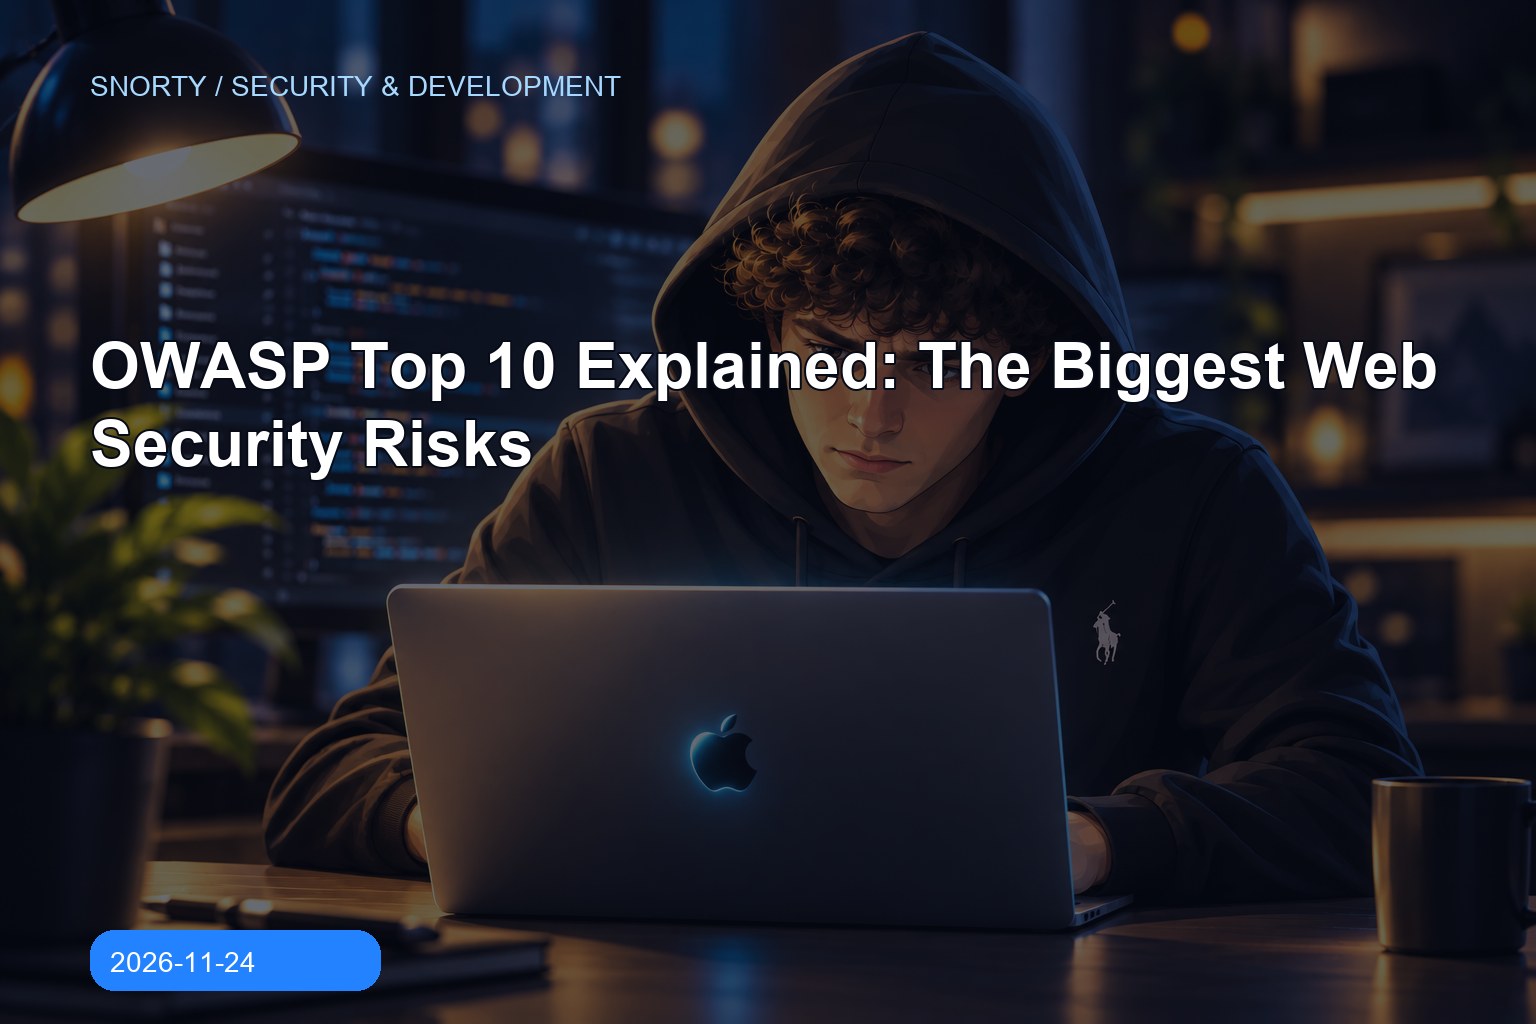 SNORTY / SECURITY & DEVELOPMENT
OWASP Top 10 Explained: The Biggest Web
Security Risks
2026-11-24